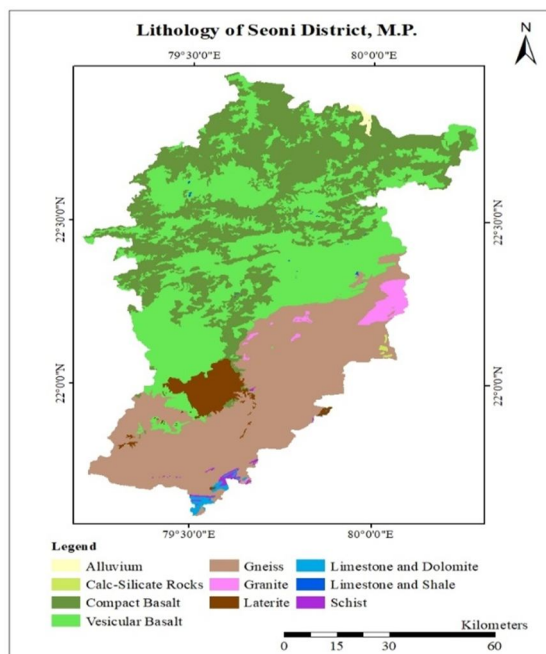 Lithology of Seoni District, M.P.
N
79°30'0"E 80°0'0"E
22°30'0"N 22°30'0"N
22°0'0"N 22°0'0"N
79°30'0"E 80°0'0"E
Legend
Alluvium Gneiss Limestone and Dolomite
Calc-Silicate Rocks Granite Limestone and Shale
Compact Basalt Laterite Schist
Vesicular Basalt
Kilometers
0 15 30 60